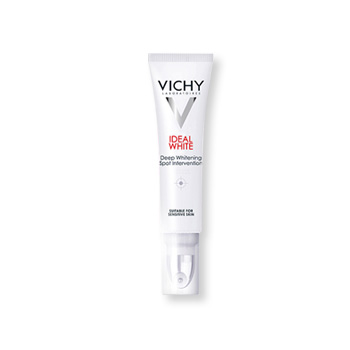 VICHY
LABORATOIRES
IDEAL
WHITE
Deep Whitening
Spot Intervention
SUITABLE FOR
SENSITIVE SKIN